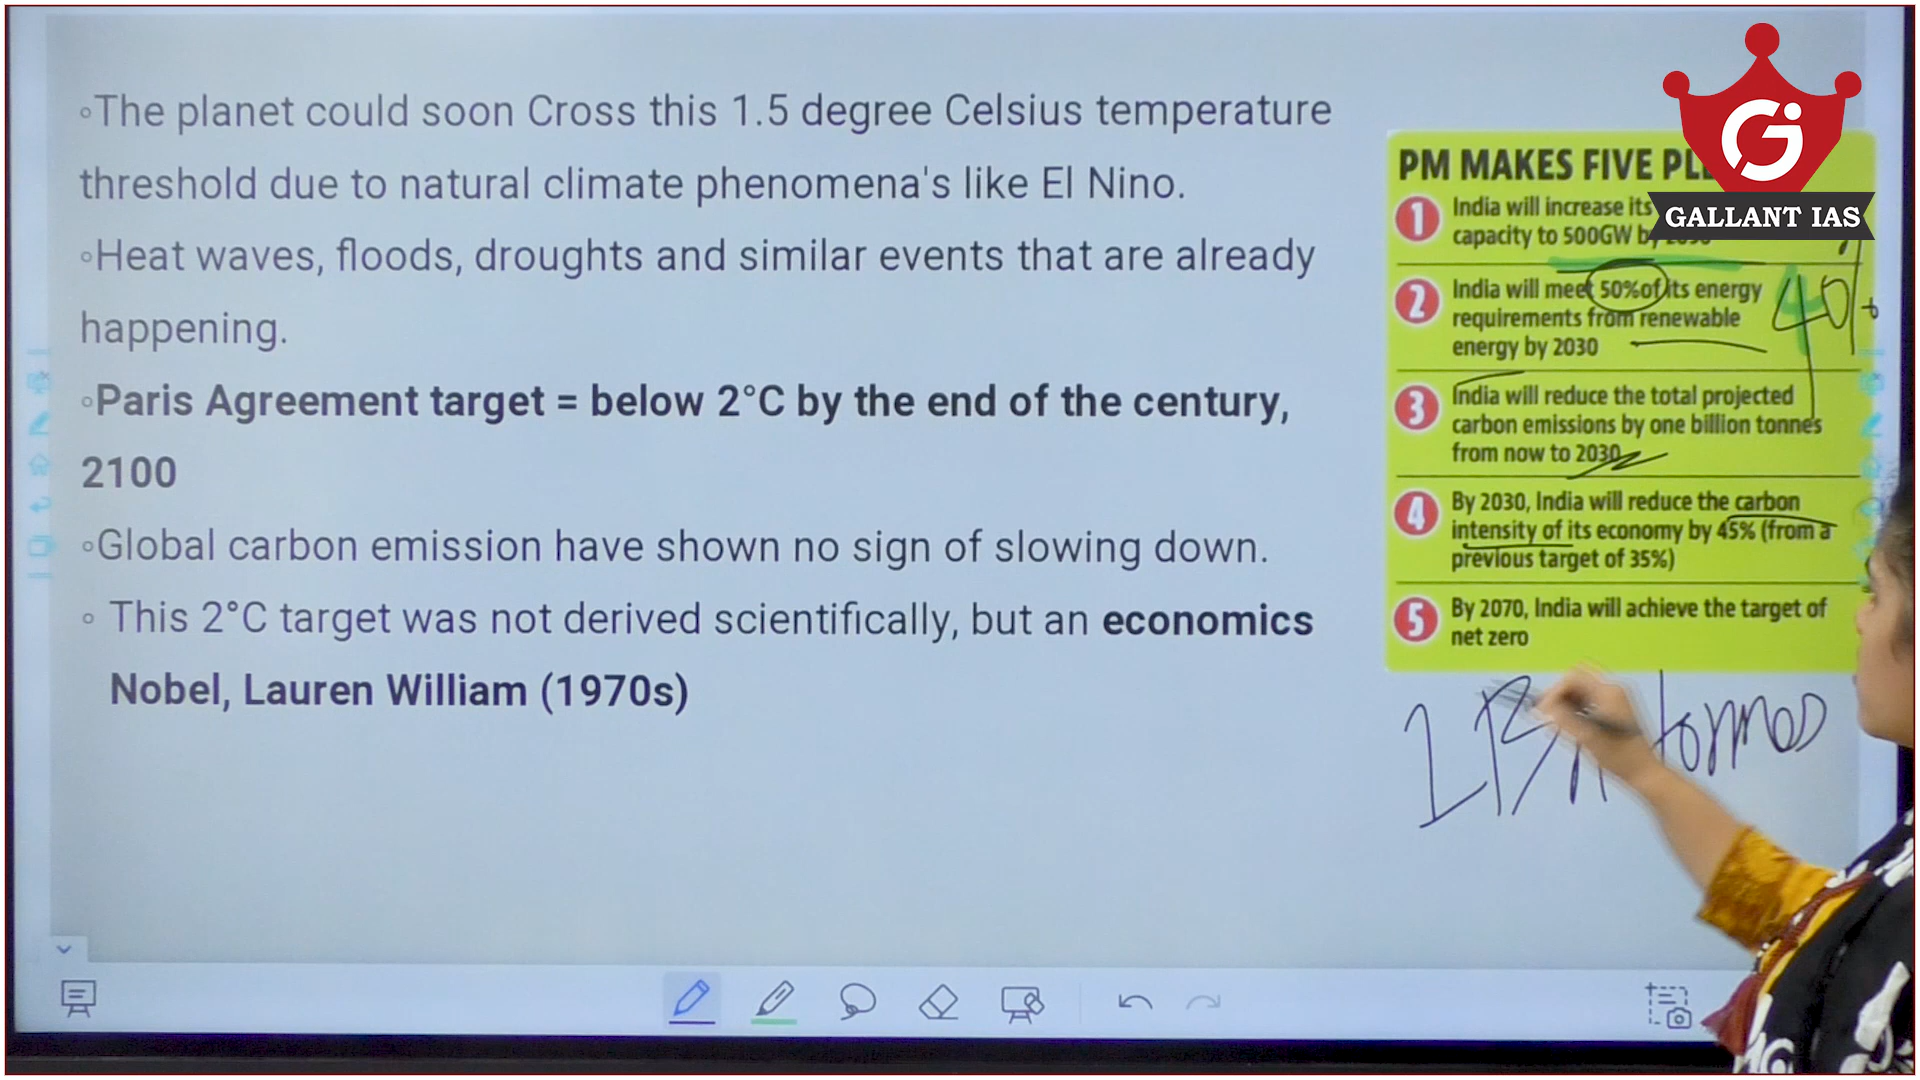 ◦The planet could soon Cross this 1.5 degree Celsius temperature
threshold due to natural climate phenomena's like El Nino.
◦Heat waves, floods, droughts and similar events that are already
happening.
◦Paris Agreement target = below 2°C by the end of the century,
2100
◦Global carbon emission have shown no sign of slowing down.
◦ This 2°C target was not derived scientifically, but an economics
Nobel, Lauren William (1970s)
PM MAKES FIVE
1 India will increase its
capacity to 500GW by
2 India will meet 50%of its energy
requirements from renewable
energy by 2030
3 India will reduce the total projected
carbon emissions by one billion tonnes
from now to 2030
4 By 2030, India will reduce the carbon
intensity of its economy by 45% (from a
previous target of 35%)
5 By 2070, India will achieve the target of
net zero
40%
1 Bn tonnes
G
GALLANT IAS